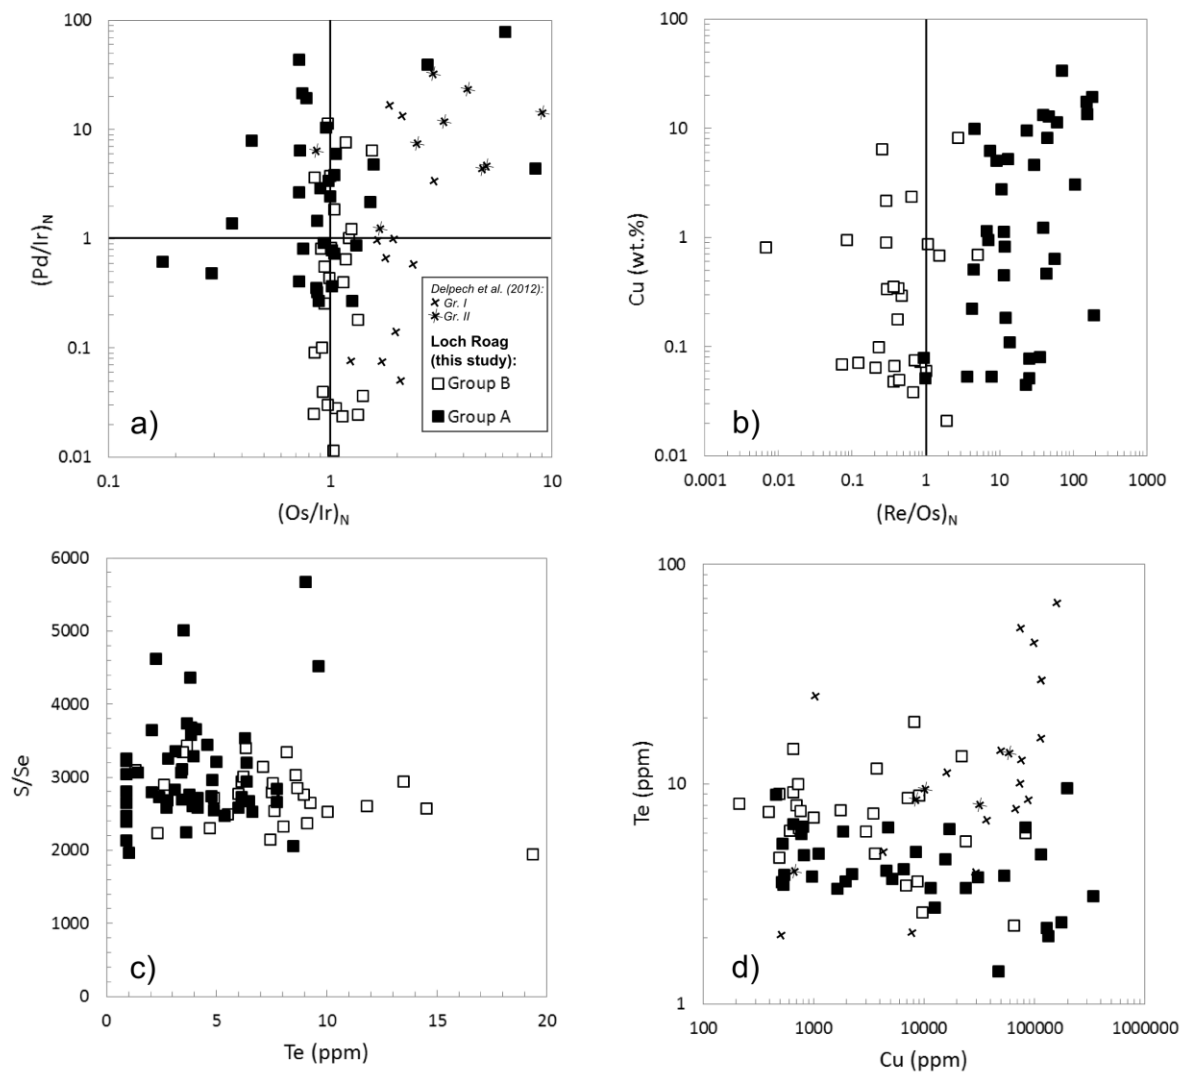 100
10
1
0.1
0.01
(Pd/Ir)N
a)
0.1
1
10
(Os/Ir)N
Delpech et al. (2012):
Gr. I
Gr. II
Loch Roag
(this study):
Group B
Group A
100
10
1
0.1
0.01
Cu (wt.%)
b)
0.001
0.01
0.1
1
10
100
1000
(Re/Os)N
6000
5000
4000
3000
2000
1000
0
S/Se
c)
0
5
10
15
20
Te (ppm)
100
10
1
Te (ppm)
d)
100
1000
10000
100000
1000000
Cu (ppm)